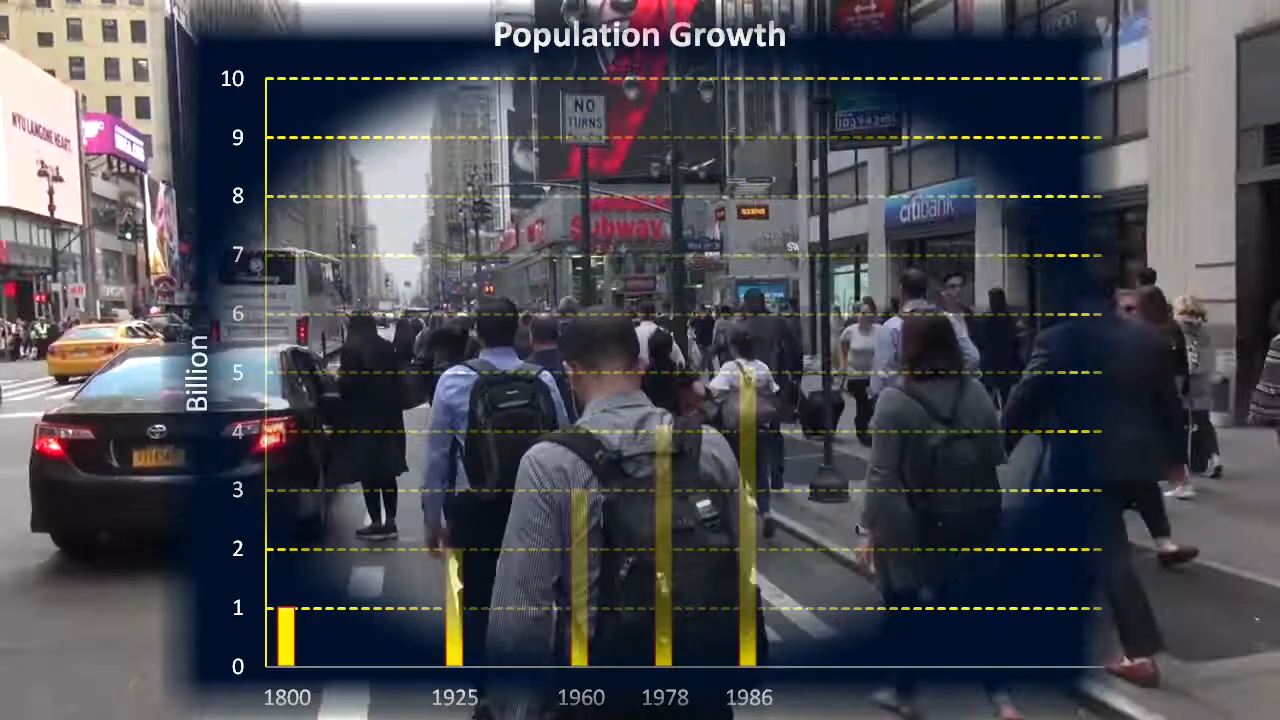 Population Growth
10
9
8
7
6
5
4
3
2
1
0
Billion
1800
1925
1960
1978
1986
NO
TURNS
NYU LANGONE HEART.
Subway
citibank